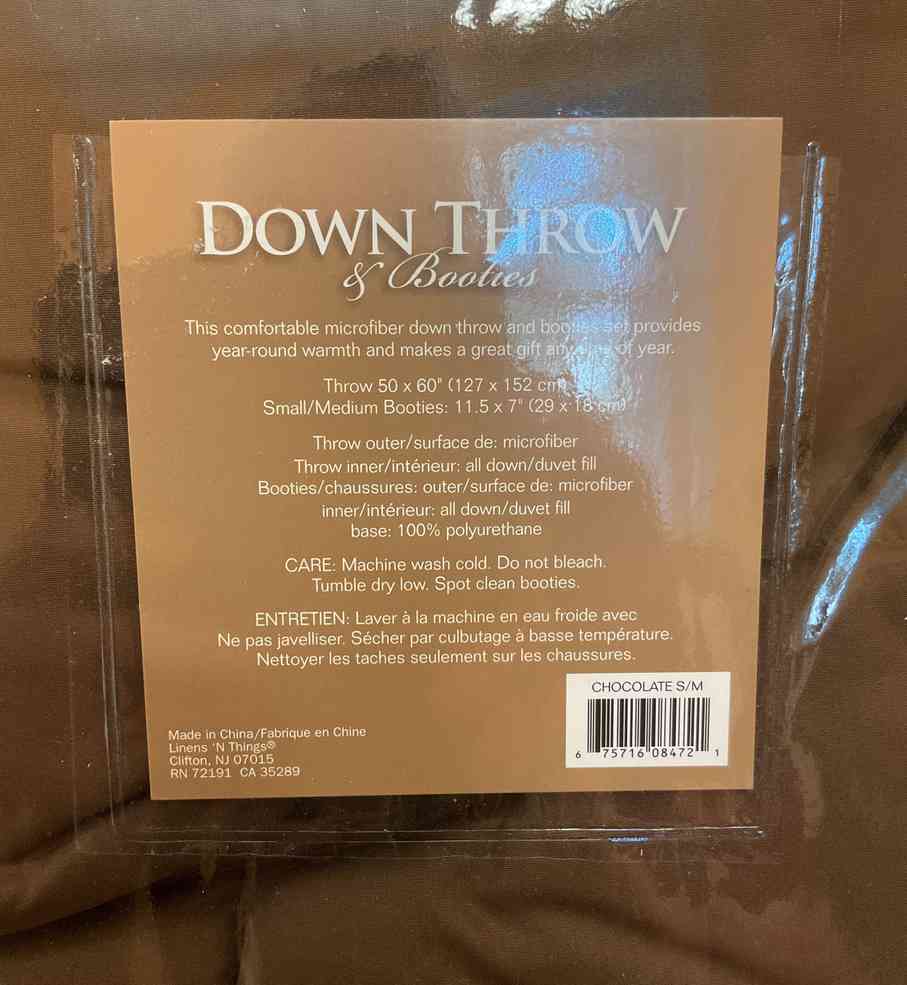 DOWN THROW
& Booties
This comfortable microfiber down throw and booties set provides
year-round warmth and makes a great gift any time of year.
Throw 50 x 60" (127 x 152 cm)
Small/Medium Booties: 11.5 x 7" (29 x 18 cm)
Throw outer/surface de: microfiber
Throw inner/intérieur: all down/duvet fill
Booties/chaussures: outer/surface de: microfiber
inner/intérieur: all down/duvet fill
base: 100% polyurethane
CARE: Machine wash cold. Do not bleach.
Tumble dry low. Spot clean booties.
ENTRETIEN: Laver à la machine en eau froide avec
Ne pas javelliser. Sécher par culbutage à basse température.
Nettoyer les taches seulement sur les chaussures.
CHOCOLATE S/M
6 75716 08472 1
Made in China/Fabrique en Chine
Linens 'N Things®
Clifton, NJ 07015
RN 72191 CA 35289